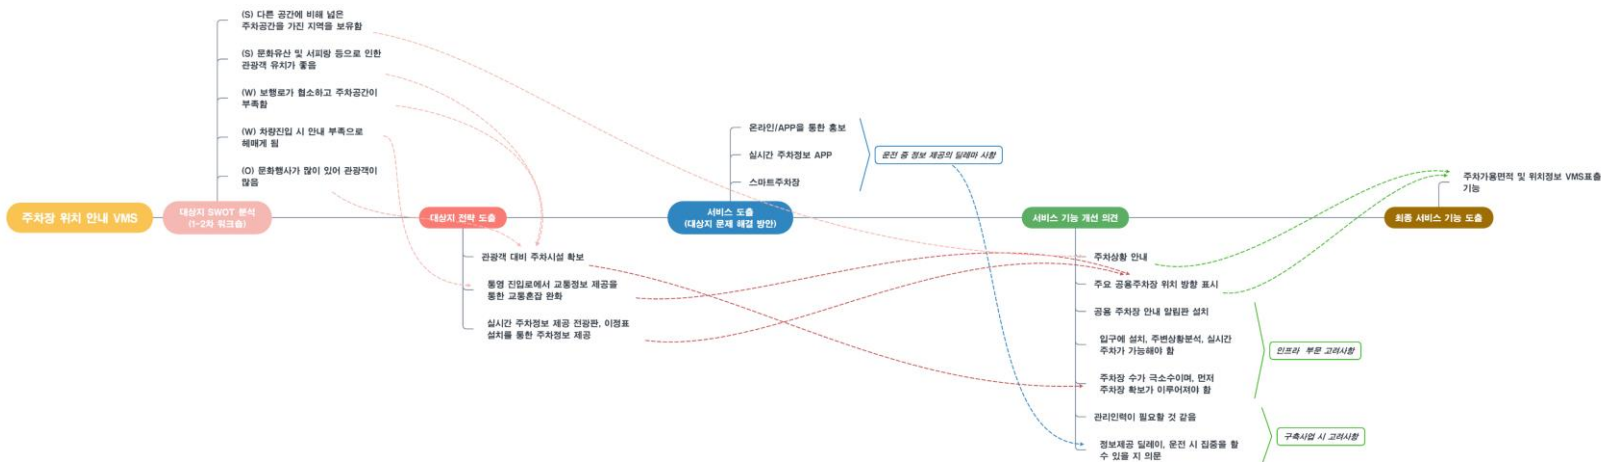 (S) 다른 공간에 비해 넓은
주차공간을 가진 지역을 보유함
(S) 문화유산 및 서피랑 등으로 인한
관광객 유치가 좋음
(W) 보행로가 협소하고 주차공간이
부족함
(W) 차량진입 시 안내 부족으로
헤매게 됨
(O) 문화행사가 많이 있어 관광객이
많음
주차장 위치 안내 VMS
대상지 SWOT 분석
(1~2차 워크숍)
대상지 전략 도출
관광객 대비 주차시설 확보
통영 진입로에서 교통정보 제공을
통한 교통혼잡 완화
실시간 주차정보 제공 전광판, 이정표
설치를 통한 주차정보 제공
온라인/APP을 통한 홍보
실시간 주차정보 APP
스마트주차장
운전 중 정보 제공의 딜레마 사항
서비스 도출
(대상지 문제 해결 방안)
서비스 기능 개선 의견
주차상황 안내
주요 공용주차장 위치 방향 표시
공용 주차장 안내 알림판 설치
입구에 설치, 주변상황분석, 실시간
주차가 가능해야 함
주차장 수가 극소수이며, 먼저
주차장 확보가 이루어져야 함
인프라 부문 고려사항
관리인력이 필요할 것 같음
정보제공 딜레이, 운전 시 집중을 할
수 있을 지 의문
구축사업 시 고려사항
주차가용면적 및 위치정보 VMS표출
기능
최종 서비스 기능 도출